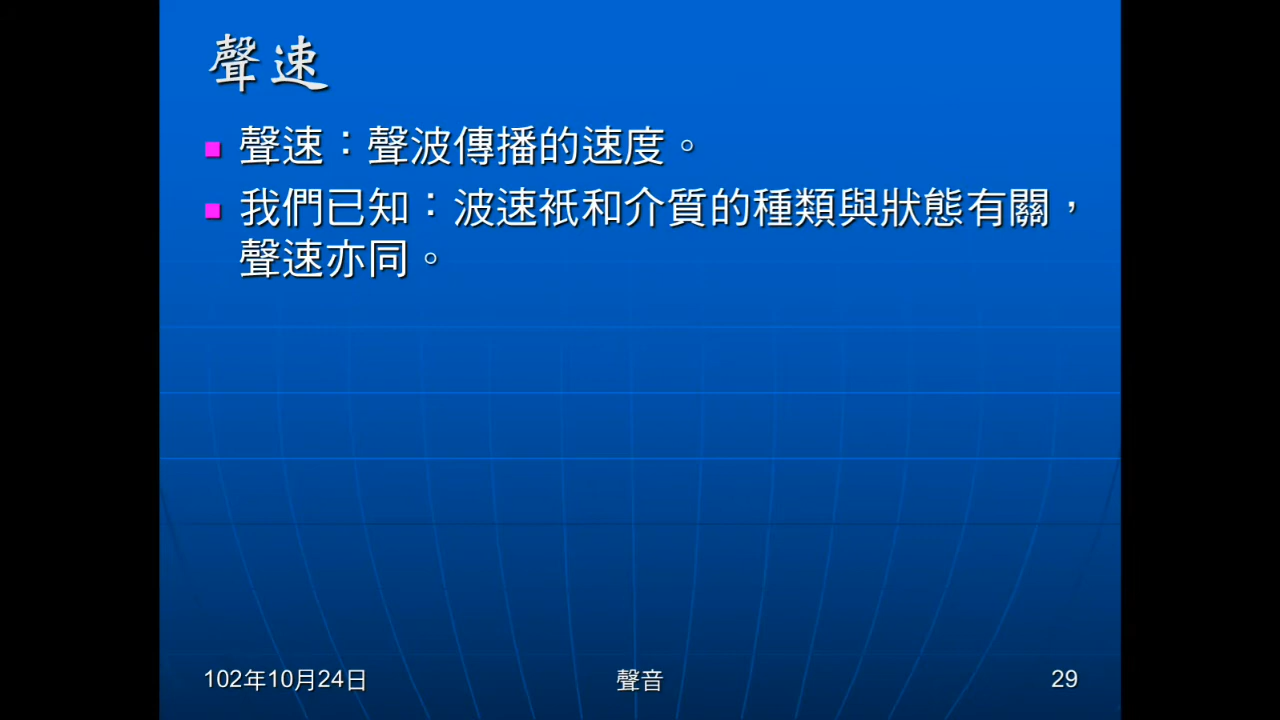 聲速
聲速：聲波傳播的速度。
我們已知：波速祇和介質的種類與狀態有關，
聲速亦同。
102年10月24日
聲音
29